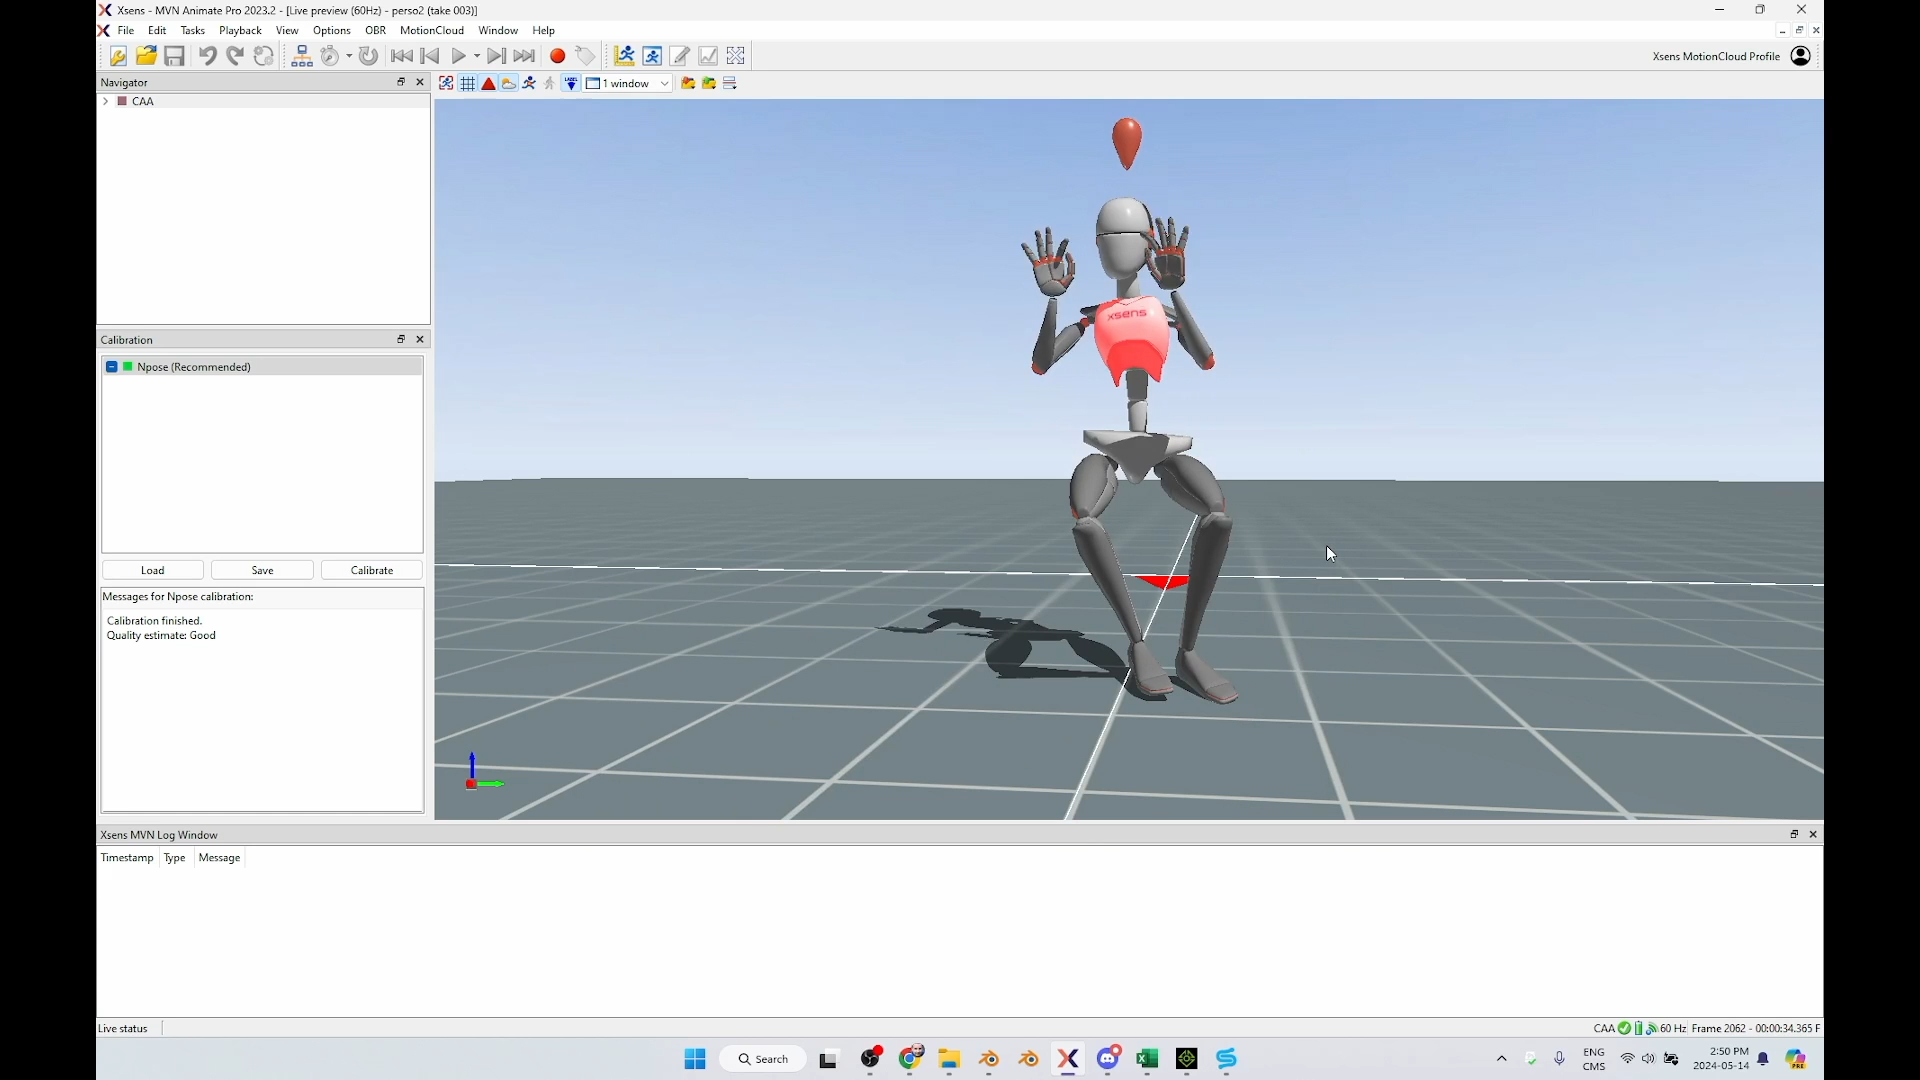 Xsens - MVN Animate Pro 2023.2 - [Live preview (60Hz) - perso2 (take 003)]
File Edit Tasks Playback View Options OBR MotionCloud Window Help
Xsens MotionCloud Profile
Navigator
LABEL
1 window
CAA
xsens
Calibration
Npose (Recommended)
Load Save Calibrate
Messages for Npose calibration:
Calibration finished.
Quality estimate: Good
Xsens MVN Log Window
Timestamp Type Message
Live status
CAA 60 Hz Frame 2062 - 00:00:34.365 F
Search
ENG
CMS
2:50 PM
2024-05-14
PRE